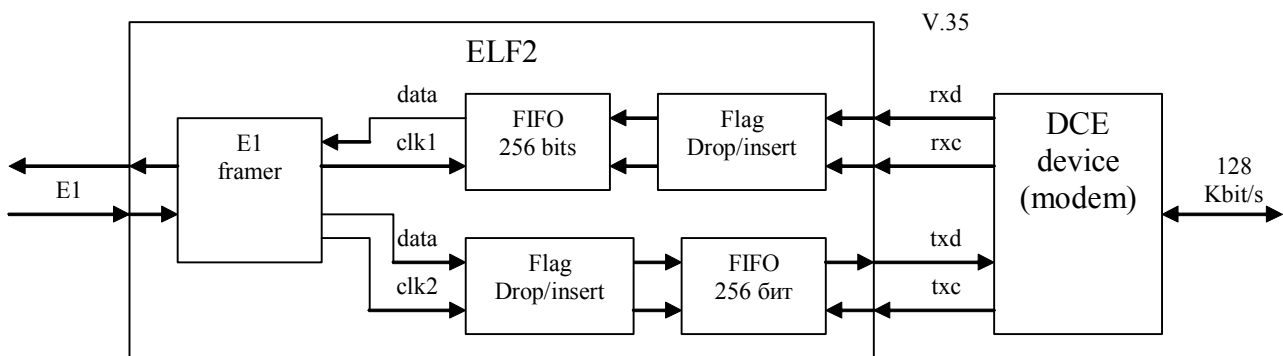 V.35
ELF2
data
FIFO
256 bits
Flag
Drop/insert
rxd
DCE
device
(modem)
E1
framer
clk1
rxc
E1
128
Kbit/s
data
Flag
Drop/insert
FIFO
256 бит
txd
clk2
txc